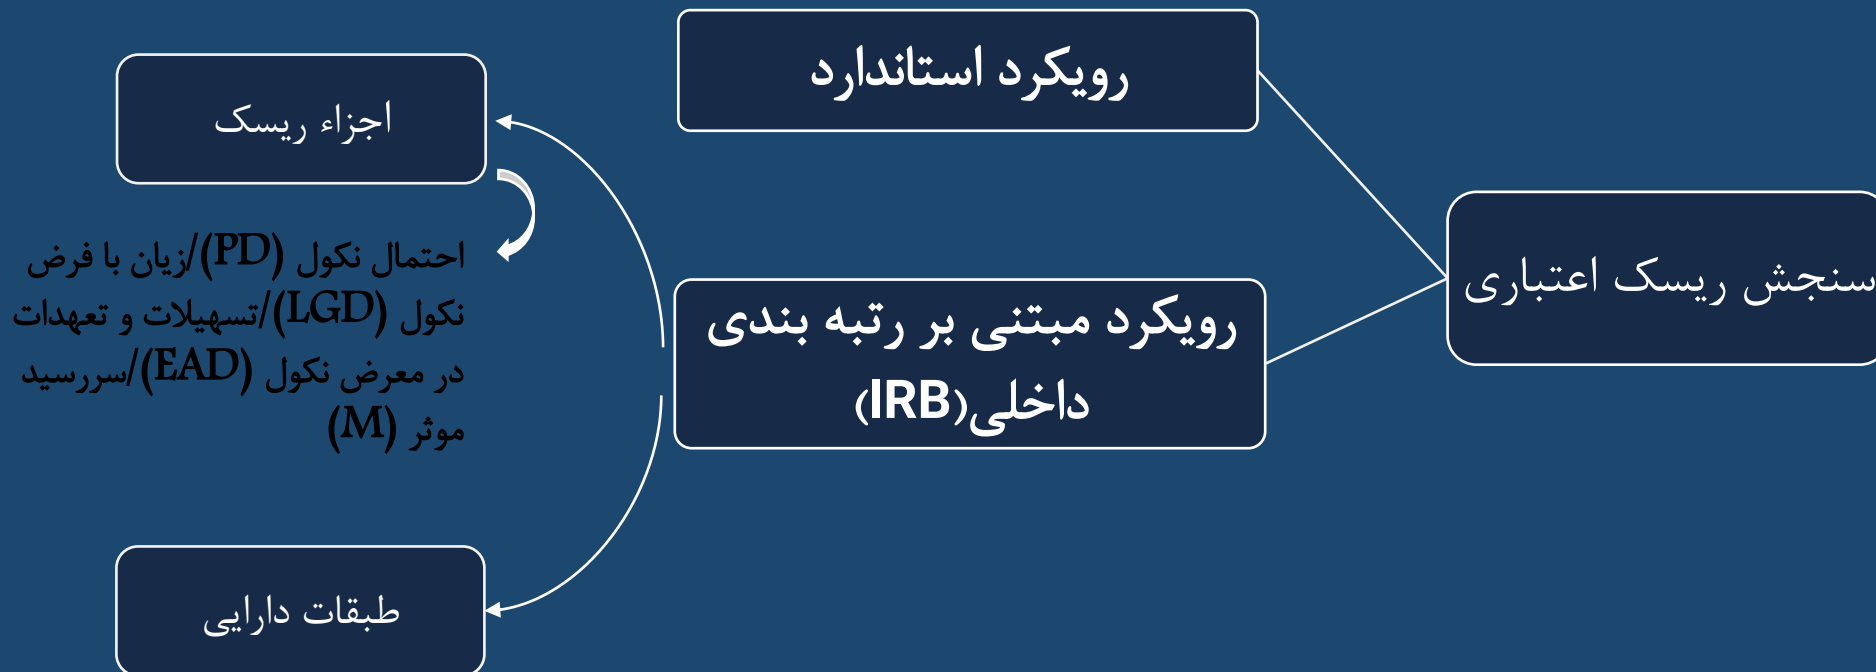 سنجش ریسک اعتباری
رویکرد استاندارد
رویکرد مبتنی بر رتبه بندی
داخلی(IRB)
اجزاء ریسک
احتمال نکول (PD)/زیان با فرض
نکول (LGD)/تسهیلات و تعهدات
در معرض نکول (EAD)/سررسید
موثر (M)
طبقات دارایی